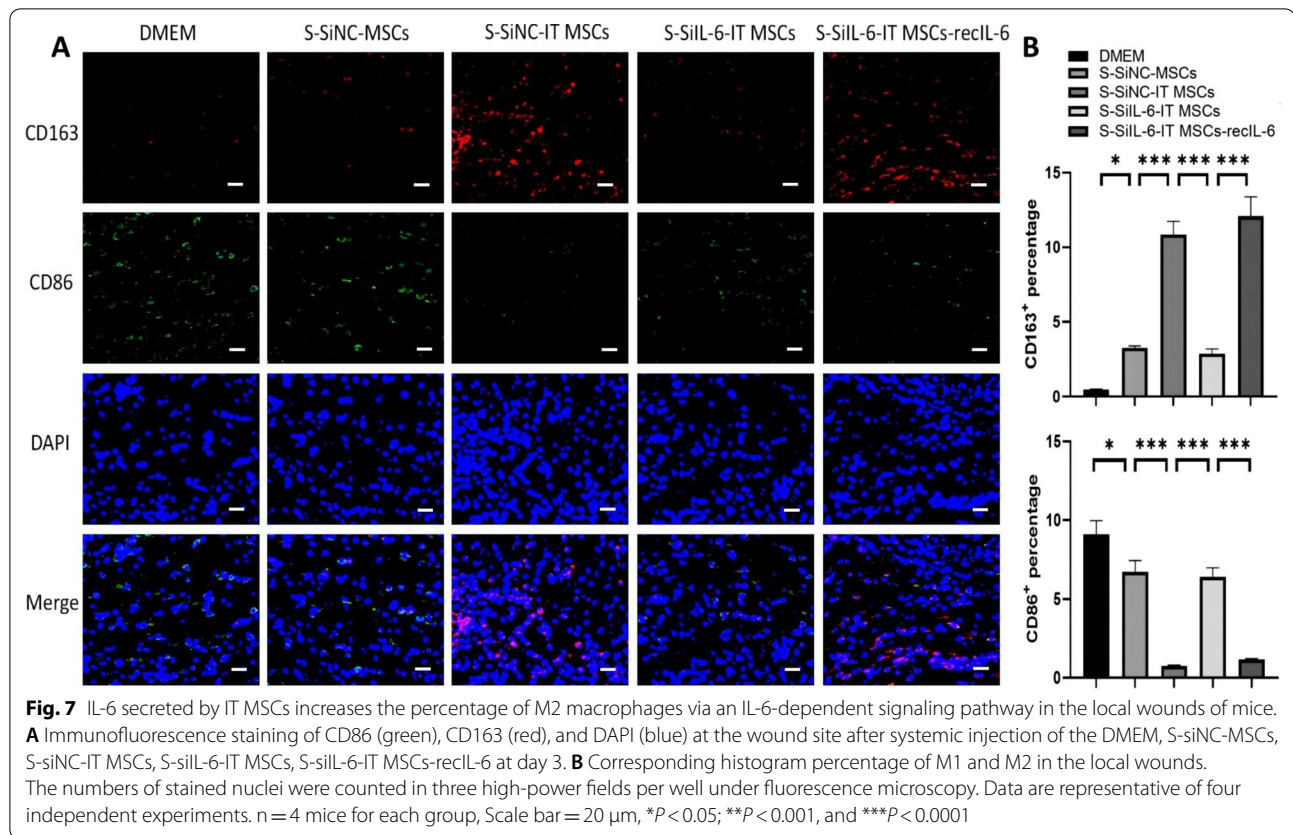 A
DMEM
S-SiNC-MSCs
S-SiNC-IT MSCs
S-SiIL-6-IT MSCs
S-SiIL-6-IT MSCs-recIL-6
CD163
CD86
DAPI
Merge
B
DMEM
S-SiNC-MSCs
S-SiNC-IT MSCs
S-SiIL-6-IT MSCs
S-SiIL-6-IT MSCs-recIL-6
* *** *** ***
15
10
5
0
CD163+ percentage
* *** *** ***
15
10
5
0
CD86+ percentage
Fig. 7 IL-6 secreted by IT MSCs increases the percentage of M2 macrophages via an IL-6-dependent signaling pathway in the local wounds of mice.
A Immunofluorescence staining of CD86 (green), CD163 (red), and DAPI (blue) at the wound site after systemic injection of the DMEM, S-siNC-MSCs,
S-siNC-IT MSCs, S-siIL-6-IT MSCs, S-siIL-6-IT MSCs-recIL-6 at day 3. B Corresponding histogram percentage of M1 and M2 in the local wounds.
The numbers of stained nuclei were counted in three high-power fields per well under fluorescence microscopy. Data are representative of four
independent experiments. n = 4 mice for each group, Scale bar = 20 μm, *P < 0.05; **P < 0.001, and ***P < 0.0001